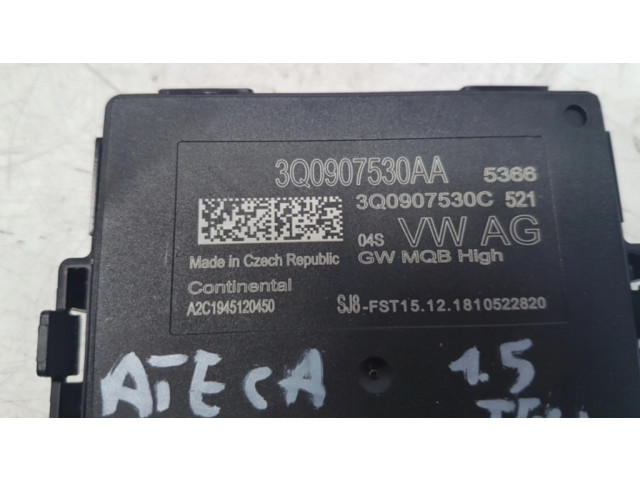 3Q0907530AA 5366
3Q0907530C 521
04S VW AG
Made in Czech Republic GW MQB High
Continental
A2C1945120450 SJ8-FST15.12.1810522820
ATECA 1.5